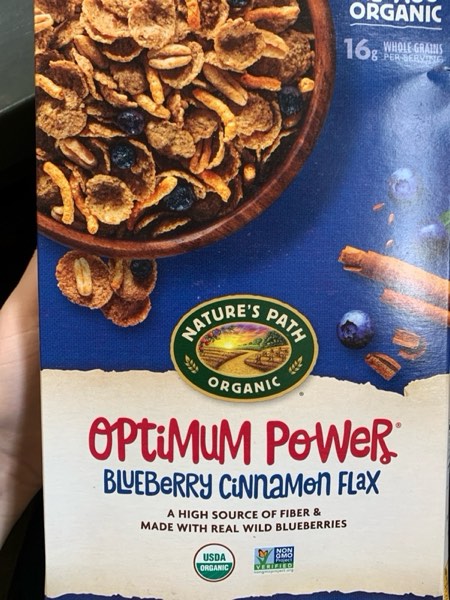 ORGANIC
16g WHOLE GRAINS
PER SERVING
NATURE'S PATH
ORGANIC
OPTIMUM POWER®
BLUEBERRY CINNAMON FLAX
A HIGH SOURCE OF FIBER &
MADE WITH REAL WILD BLUEBERRIES
USDA
ORGANIC
NON
GMO
Project
VERIFIED